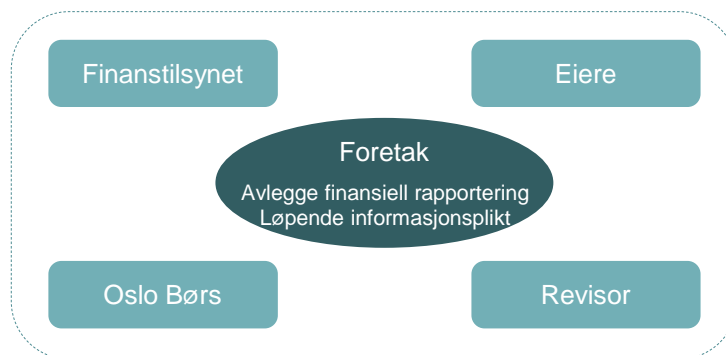 Finanstilsynet
Eiere
Foretak
Avlegge finansiell rapportering
Løpende informasjonsplikt
Oslo Børs
Revisor